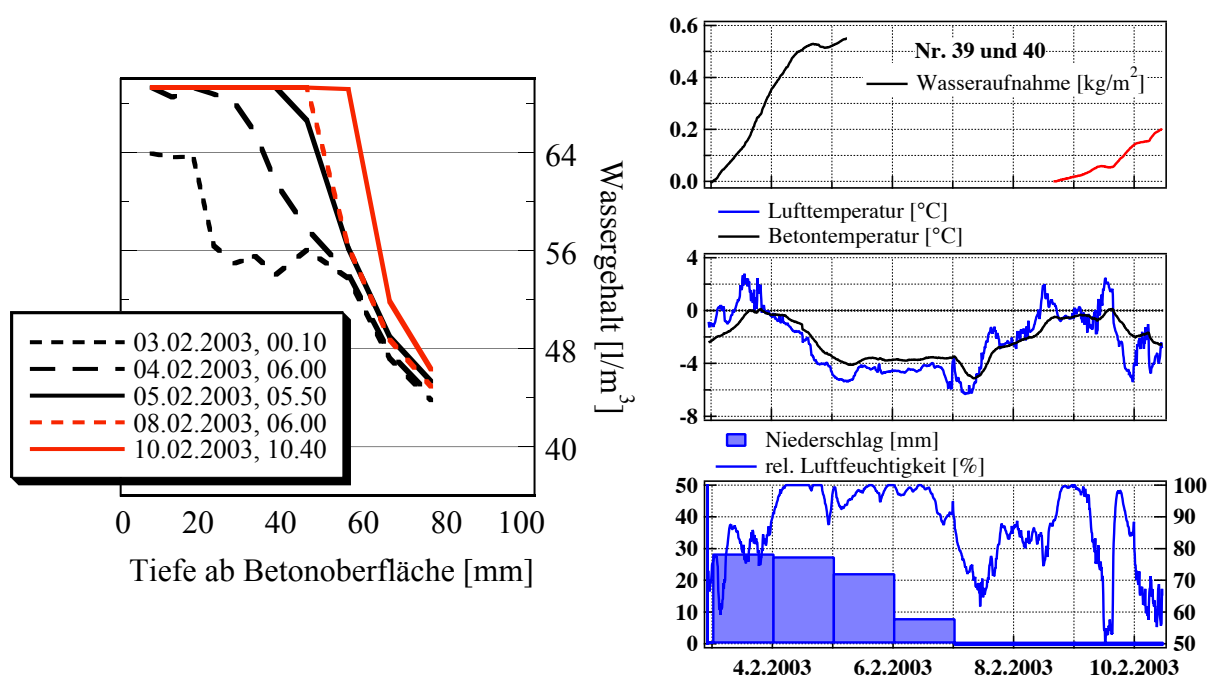 64
56
48
40
Wassergehalt [l/m³]
03.02.2003, 00.10
04.02.2003, 06.00
05.02.2003, 05.50
08.02.2003, 06.00
10.02.2003, 10.40
0 20 40 60 80 100
Tiefe ab Betonoberfläche [mm]
0.6
0.4
0.2
0.0
Nr. 39 und 40
Wasseraufnahme [kg/m²]
Lufttemperatur [°C]
Betontemperatur [°C]
4
0
-4
-8
Niederschlag [mm]
rel. Luftfeuchtigkeit [%]
50 100
40 90
30 80
20 70
10 60
0 50
4.2.2003 6.2.2003 8.2.2003 10.2.2003